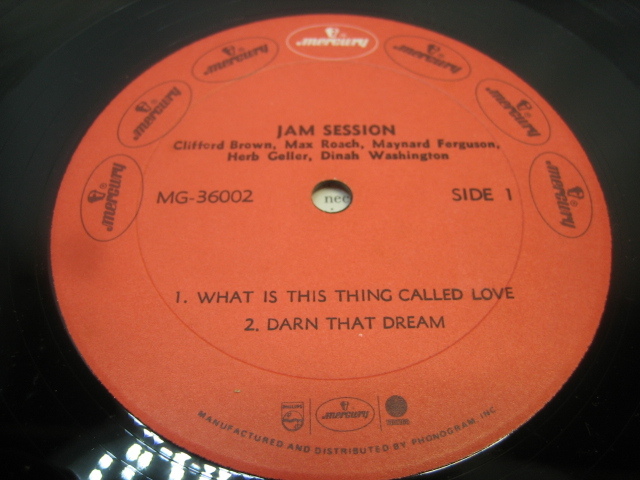 mercury
mercury
mercury
mercury
mercury
mercury
mercury
JAM SESSION
Clifford Brown, Max Roach, Maynard Ferguson,
Herb Geller, Dinah Washington
MG-36002
nee
SIDE 1
1. WHAT IS THIS THING CALLED LOVE
2. DARN THAT DREAM
PHILIPS
mercury
MANUFACTURED AND DISTRIBUTED BY PHONOGRAM, INC.